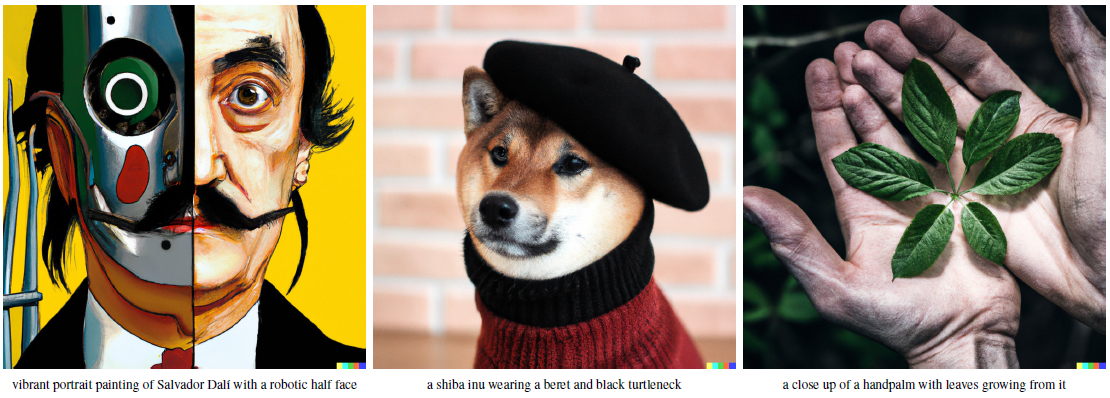 vibrant portrait painting of Salvador Dalí with a robotic half face
a shiba inu wearing a beret and black turtleneck
a close up of a handpalm with leaves growing from it